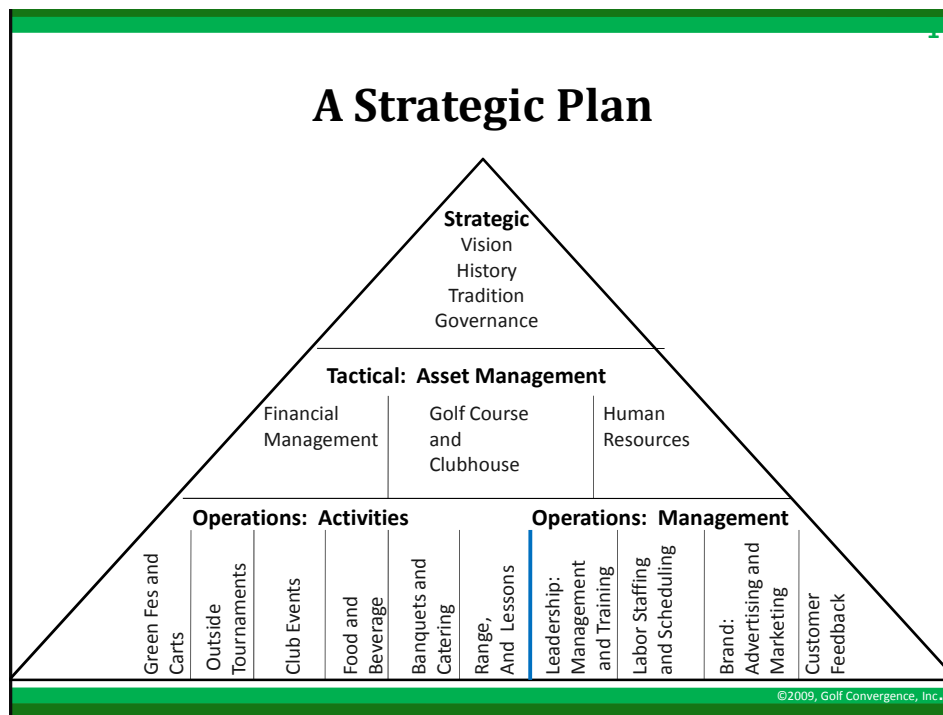 A Strategic Plan
Strategic
Vision
History
Tradition
Governance
Tactical: Asset Management
Financial
Management
Golf Course
and
Clubhouse
Human
Resources
Operations: Activities
Operations: Management
Green Fes and
Carts
Outside
Tournaments
Club Events
Food and
Beverage
Banquets and
Catering
Range,
And Lessons
Leadership:
Management
and Training
Labor Staffing
and Scheduling
Brand:
Advertising and
Marketing
Customer
Feedback
©2009, Golf Convergence, Inc.